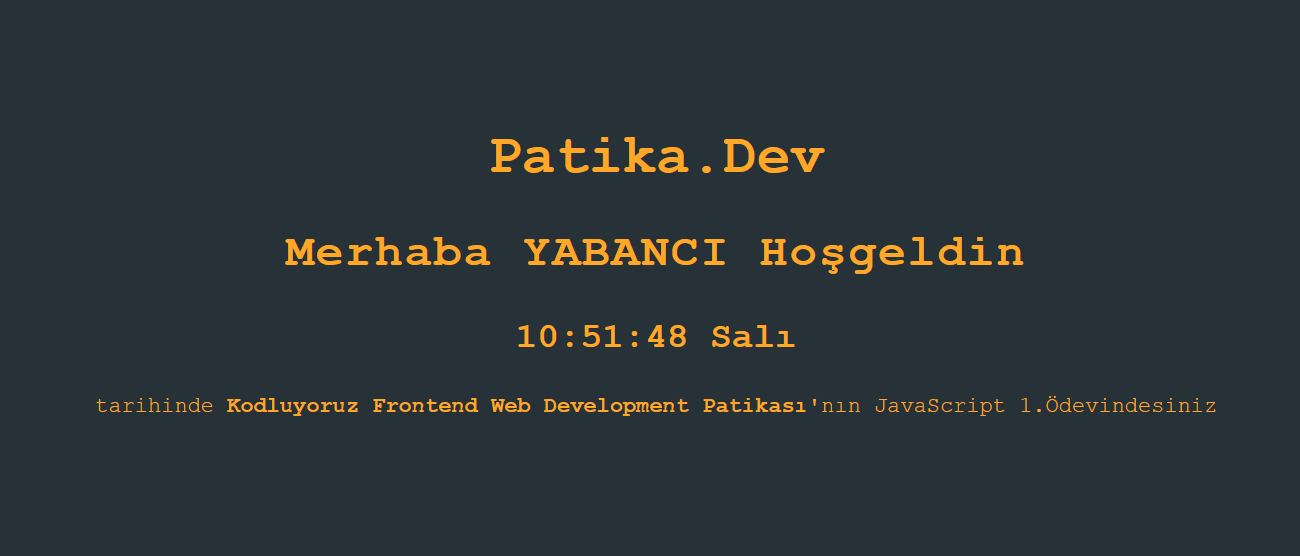 Patika.Dev
Merhaba YABANCI Hoşgeldin
10:51:48 Salı
tarihinde Kodluyoruz Frontend Web Development Patikası'nın JavaScript 1.Ödevindesiniz